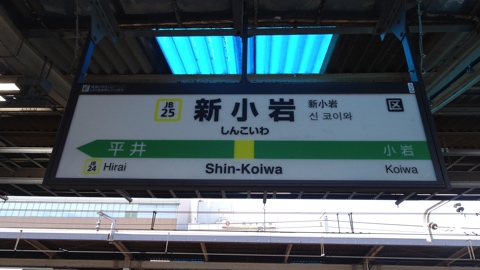 JB
25
新小岩
しんこいわ
新小岩
신코이와
区
平井
小岩
JB
24
Hirai
Shin-Koiwa
Koiwa